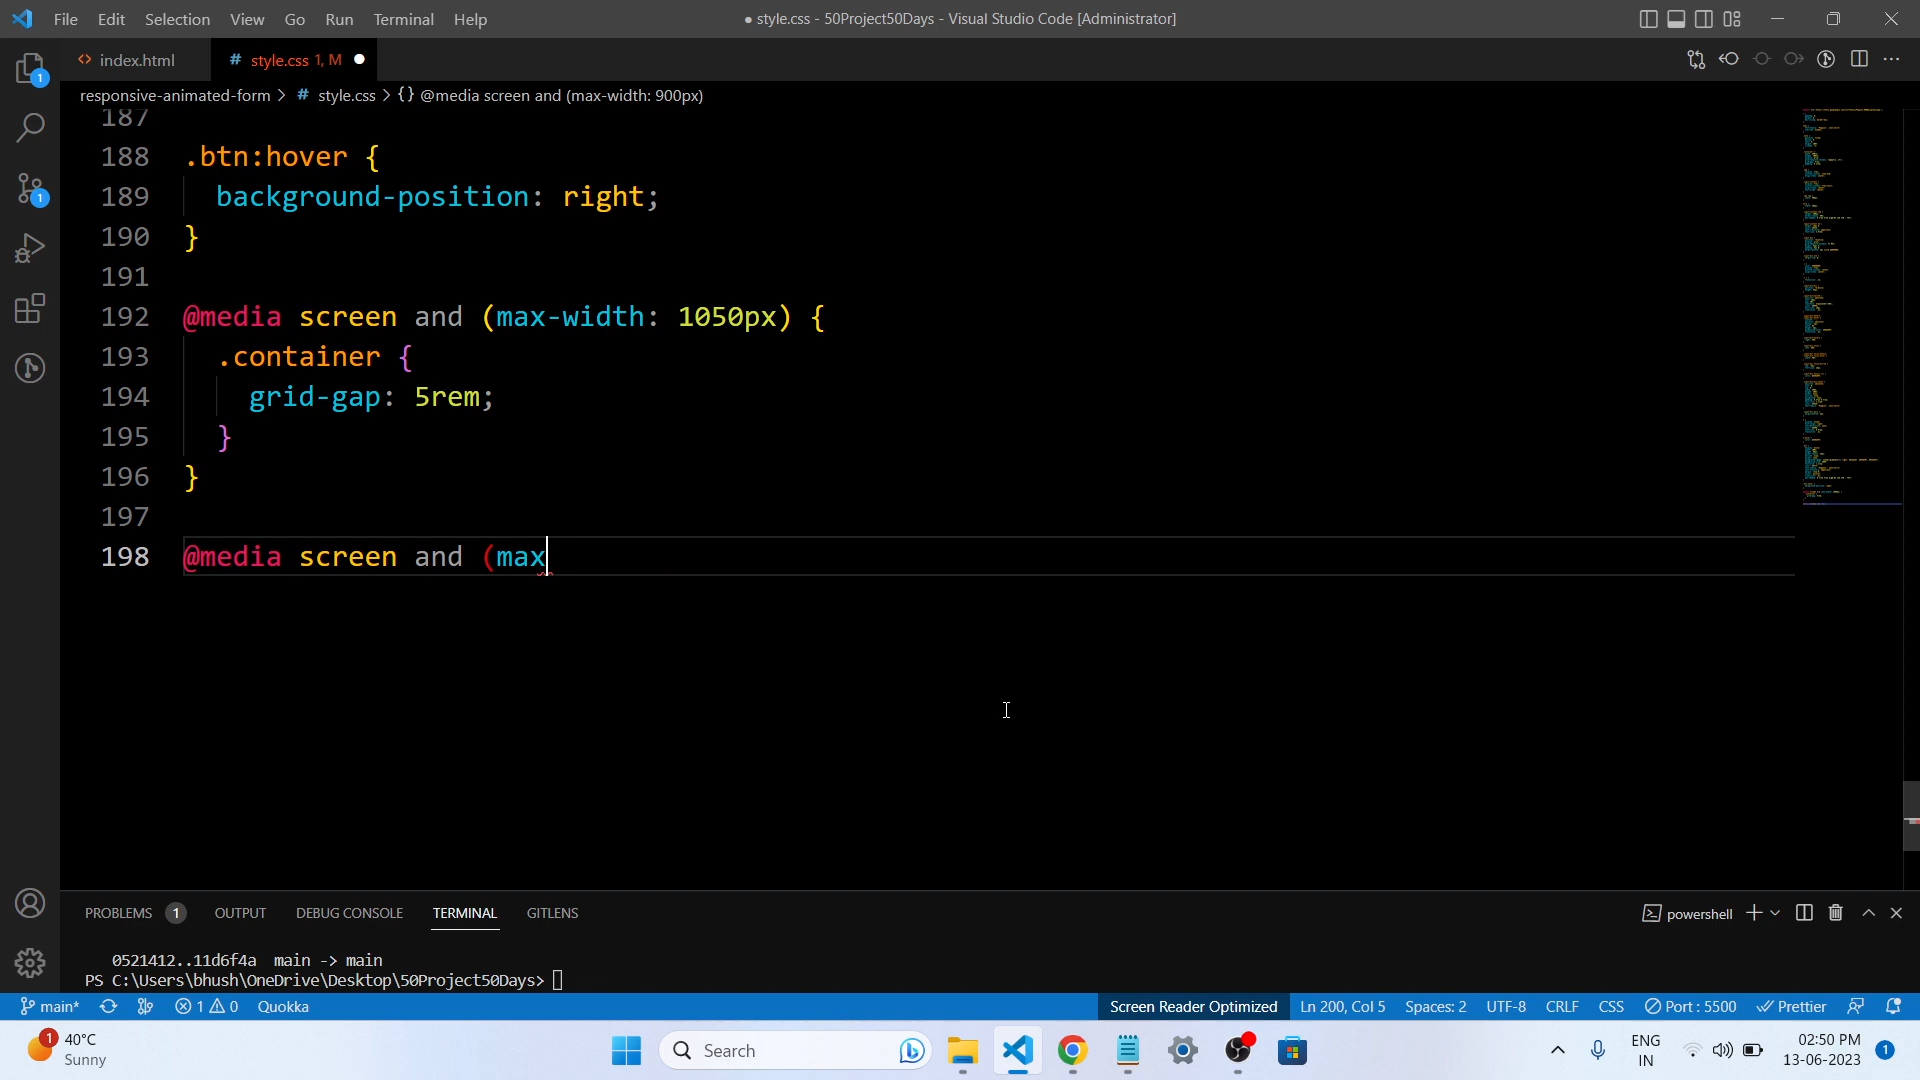 File Edit Selection View Go Run Terminal Help
● style.css - 50Project50Days - Visual Studio Code [Administrator]
<> index.html
# style.css 1, M ●
responsive-animated-form > # style.css > {} @media screen and (max-width: 900px)
187
188 .btn:hover {
189 background-position: right;
190 }
191
192 @media screen and (max-width: 1050px) {
193 .container {
194 grid-gap: 5rem;
195 }
196 }
197
198 @media screen and (max
1
1
PROBLEMS 1 OUTPUT DEBUG CONSOLE TERMINAL GITLENS
powershell
0521412..11d6f4a main -> main
PS C:\Users\bhush\OneDrive\Desktop\50Project50Days>
main* 1 0 Quokka
Screen Reader Optimized Ln 200, Col 5 Spaces: 2 UTF-8 CRLF CSS Port : 5500 Prettier
1 40°C
Sunny
Search
ENG
IN
02:50 PM
13-06-2023
1